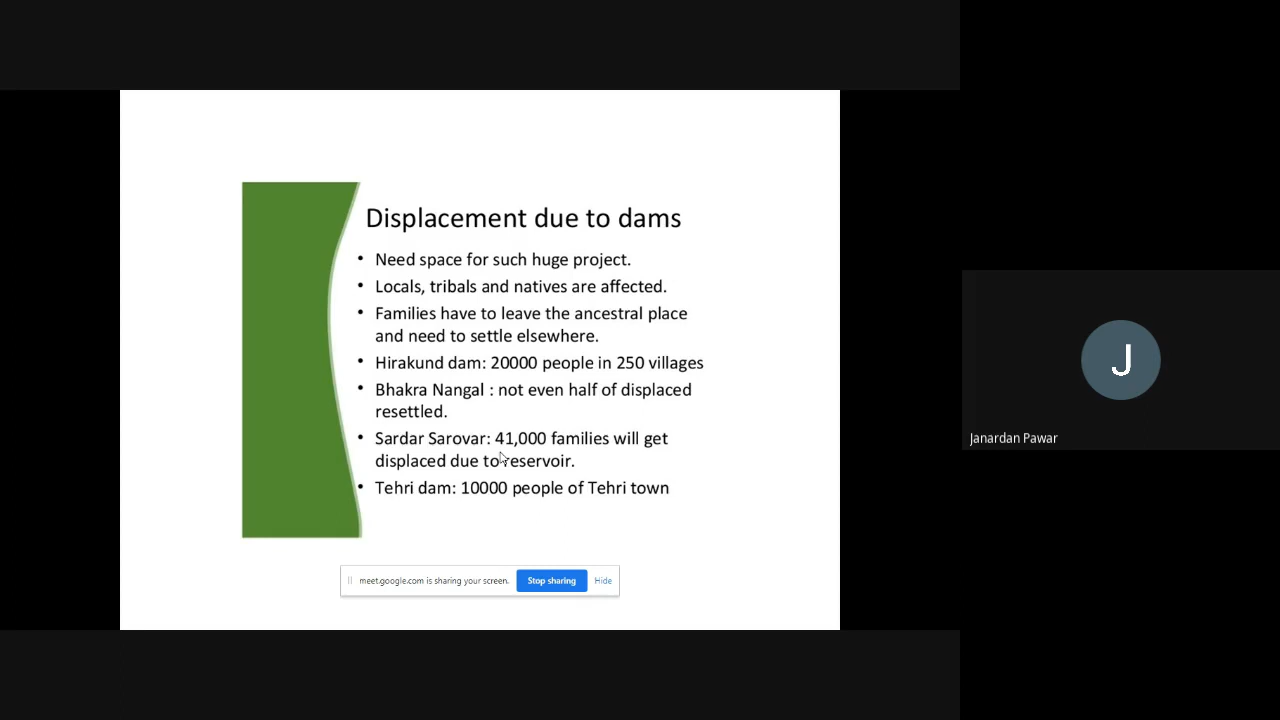 Displacement due to dams
• Need space for such huge project.
• Locals, tribals and natives are affected.
• Families have to leave the ancestral place
and need to settle elsewhere.
• Hirakund dam: 20000 people in 250 villages
• Bhakra Nangal : not even half of displaced
resettled.
• Sardar Sarovar: 41,000 families will get
displaced due to reservoir.
• Tehri dam: 10000 people of Tehri town
meet.google.com is sharing your screen. Stop sharing Hide
J
Janardan Pawar